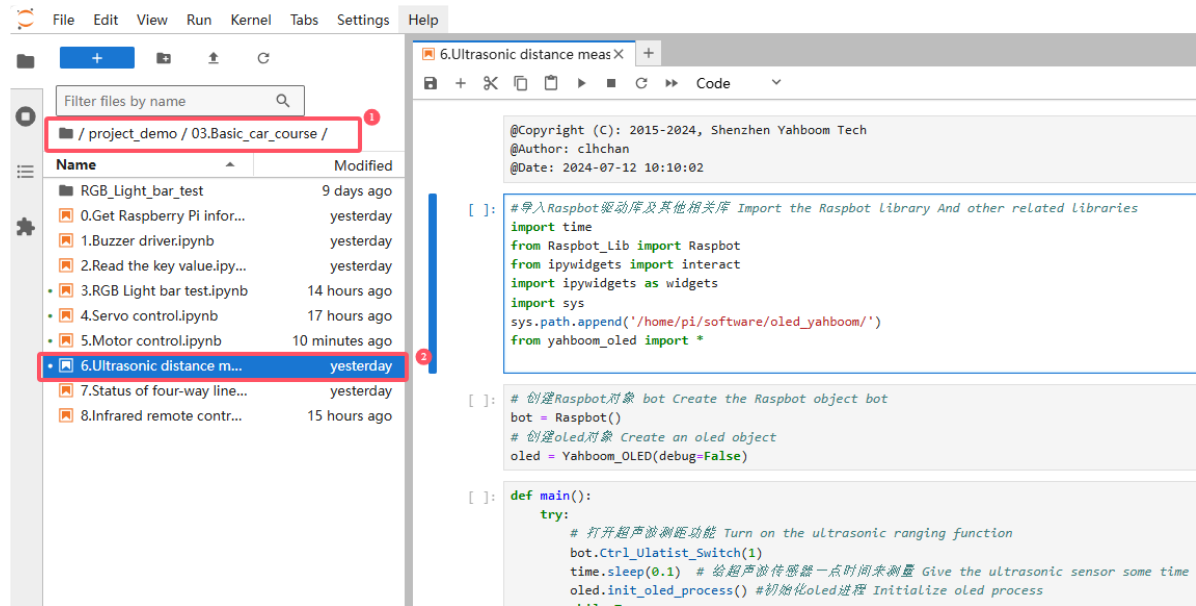 File Edit View Run Kernel Tabs Settings Help
6.Ultrasonic distance meas
Code
Filter files by name
1
/ project_demo / 03.Basic_car_course /
Name Modified
RGB_Light_bar_test 9 days ago
0.Get Raspberry Pi infor... yesterday
1.Buzzer driver.ipynb yesterday
2.Read the key value.ipy... yesterday
3.RGB Light bar test.ipynb 14 hours ago
4.Servo control.ipynb 17 hours ago
5.Motor control.ipynb 10 minutes ago
2
6.Ultrasonic distance m... yesterday
7.Status of four-way line... yesterday
8.Infrared remote contr... 15 hours ago
@Copyright (C): 2015-2024, Shenzhen Yahboom Tech
@Author: clhchan
@Date: 2024-07-12 10:10:02
[ ]: #导入Raspbot驱动库及其他相关库 Import the Raspbot library And other related libraries
import time
from Raspbot_Lib import Raspbot
from ipywidgets import interact
import ipywidgets as widgets
import sys
sys.path.append('/home/pi/software/oled_yahboom/')
from yahboom_oled import *
[ ]: # 创建Raspbot对象 bot Create the Raspbot object bot
bot = Raspbot()
# 创建oled对象 Create an oled object
oled = Yahboom_OLED(debug=False)
[ ]: def main():
try:
# 打开超声波测距功能 Turn on the ultrasonic ranging function
bot.Ctrl_Ulatist_Switch(1)
time.sleep(0.1) # 给超声波传感器一点时间来测量 Give the ultrasonic sensor some time
oled.init_oled_process() #初始化oled进程 Initialize oled process